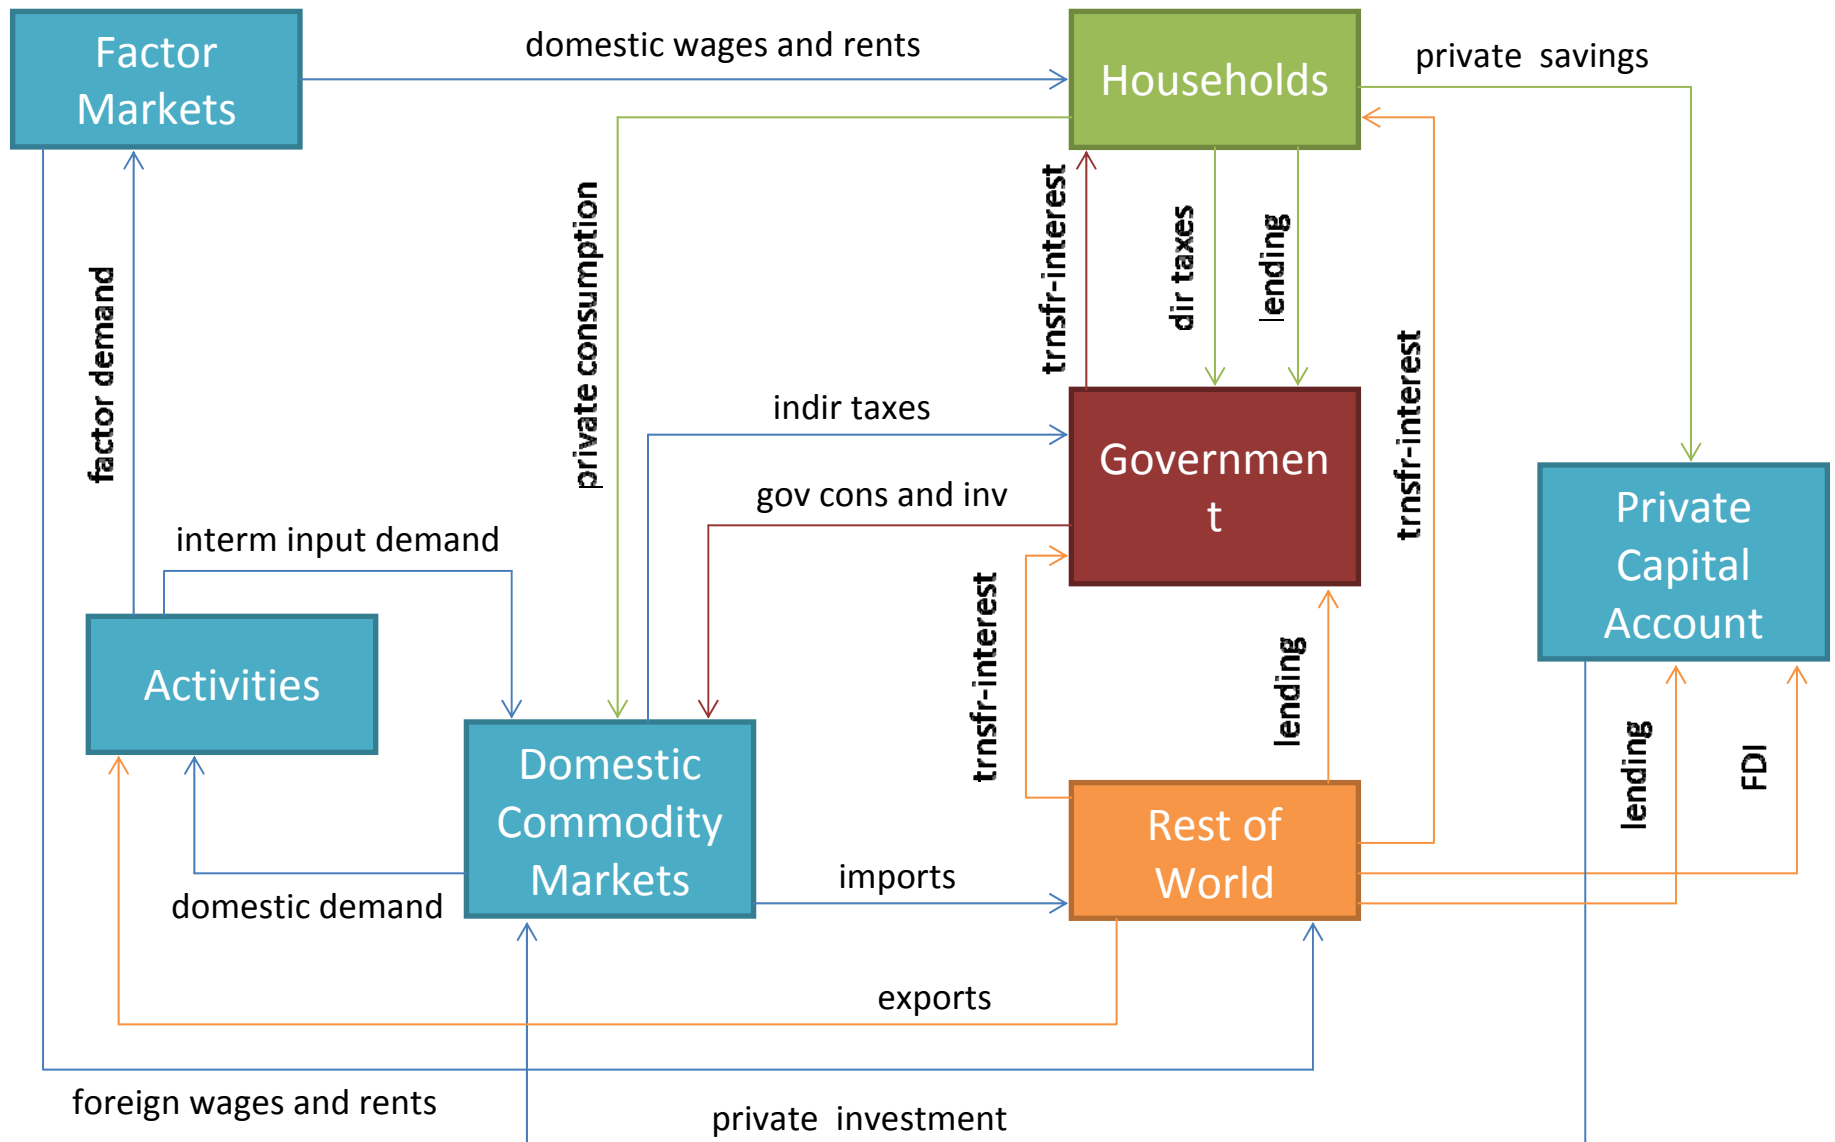 Factor
Markets
domestic wages and rents
Households
private savings
factor demand
private consumption
trnsfr-interest
dir taxes
lending
trnsfr-interest
indir taxes
gov cons and inv
Governmen
t
Private
Capital
Account
interm input demand
Activities
trnsfr-interest
lending
lending
FDI
Domestic
Commodity
Markets
Rest of
World
domestic demand
imports
exports
foreign wages and rents
private investment